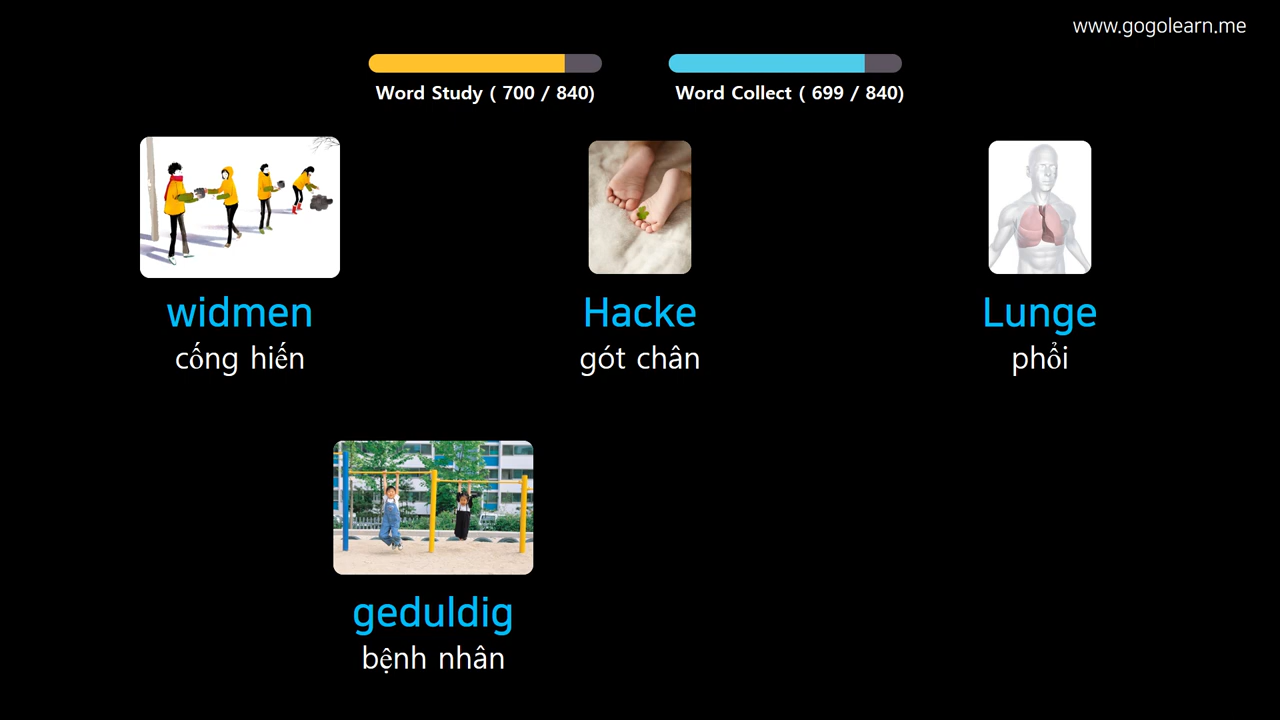 www.gogolearn.me
Word Study ( 700 / 840)
Word Collect ( 699 / 840)
widmen
cống hiến
Hacke
gót chân
Lunge
phổi
geduldig
bệnh nhân